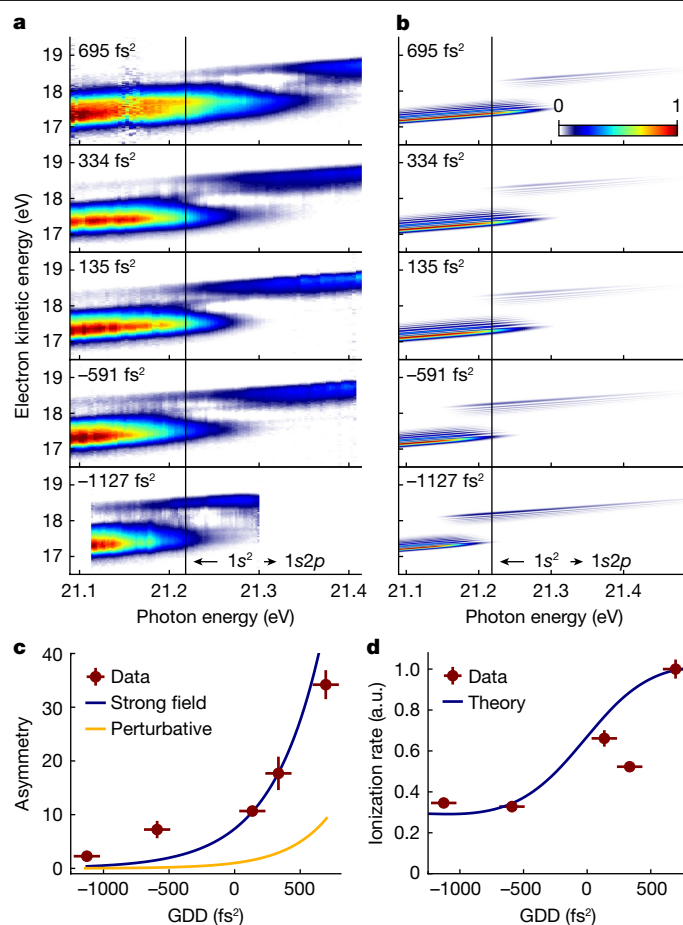 a
b
Electron kinetic energy (eV)
19
18
17
695 fs²
695 fs²
0
1
19
18
17
334 fs²
334 fs²
19
18
17
135 fs²
135 fs²
19
18
17
–591 fs²
–591 fs²
19
18
17
–1127 fs²
–1127 fs²
← 1s² → 1s2p
← 1s² → 1s2p
21.1 21.2 21.3 21.4
21.1 21.2 21.3 21.4
Photon energy (eV)
Photon energy (eV)
c
Asymmetry
40
30
20
10
0
Data
Strong field
Perturbative
–1000 –500 0 500
GDD (fs²)
d
Ionization rate (a.u.)
1.0
0.8
0.6
0.4
0.2
0
Data
Theory
–1000 –500 0 500
GDD (fs²)